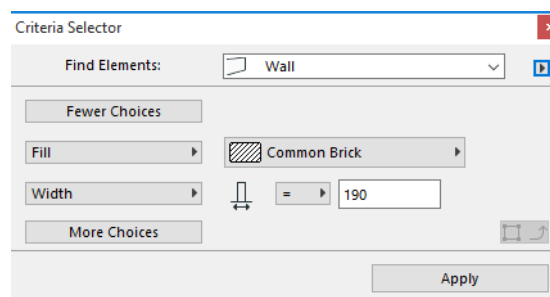 Criteria Selector
Find Elements: Wall
Fewer Choices
Fill Common Brick
Width = 190
More Choices
Apply